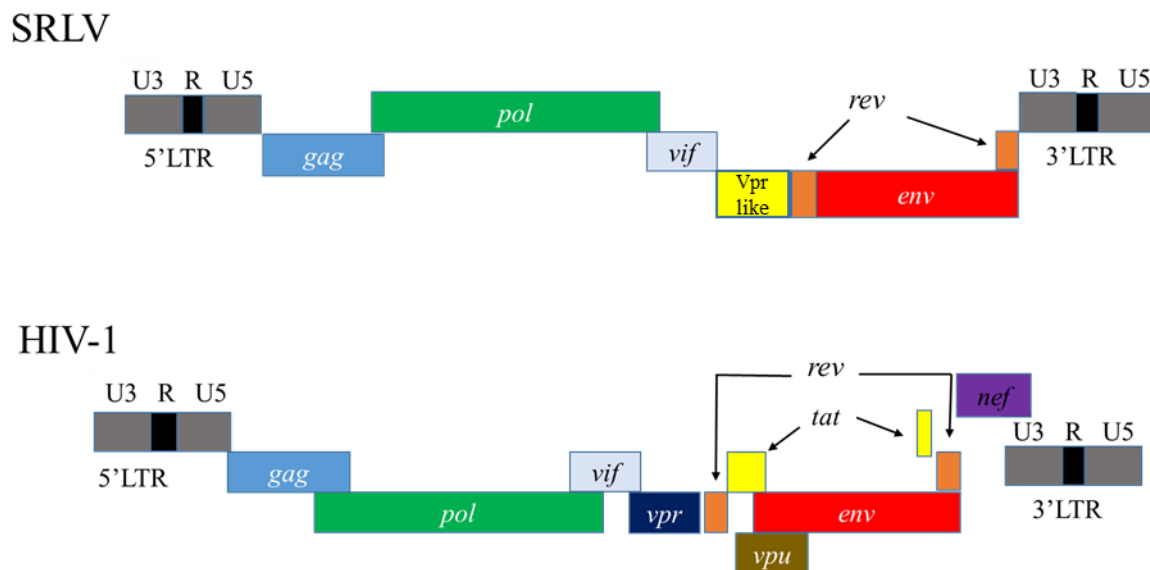 SRLV
U3 R U5
U3 R U5
pol
rev
5'LTR
gag
vif
3'LTR
Vpr
like
env
HIV-1
rev
U3 R U5
nef
tat
U3 R U5
5'LTR
gag
vif
3'LTR
pol
vpr
env
vpu